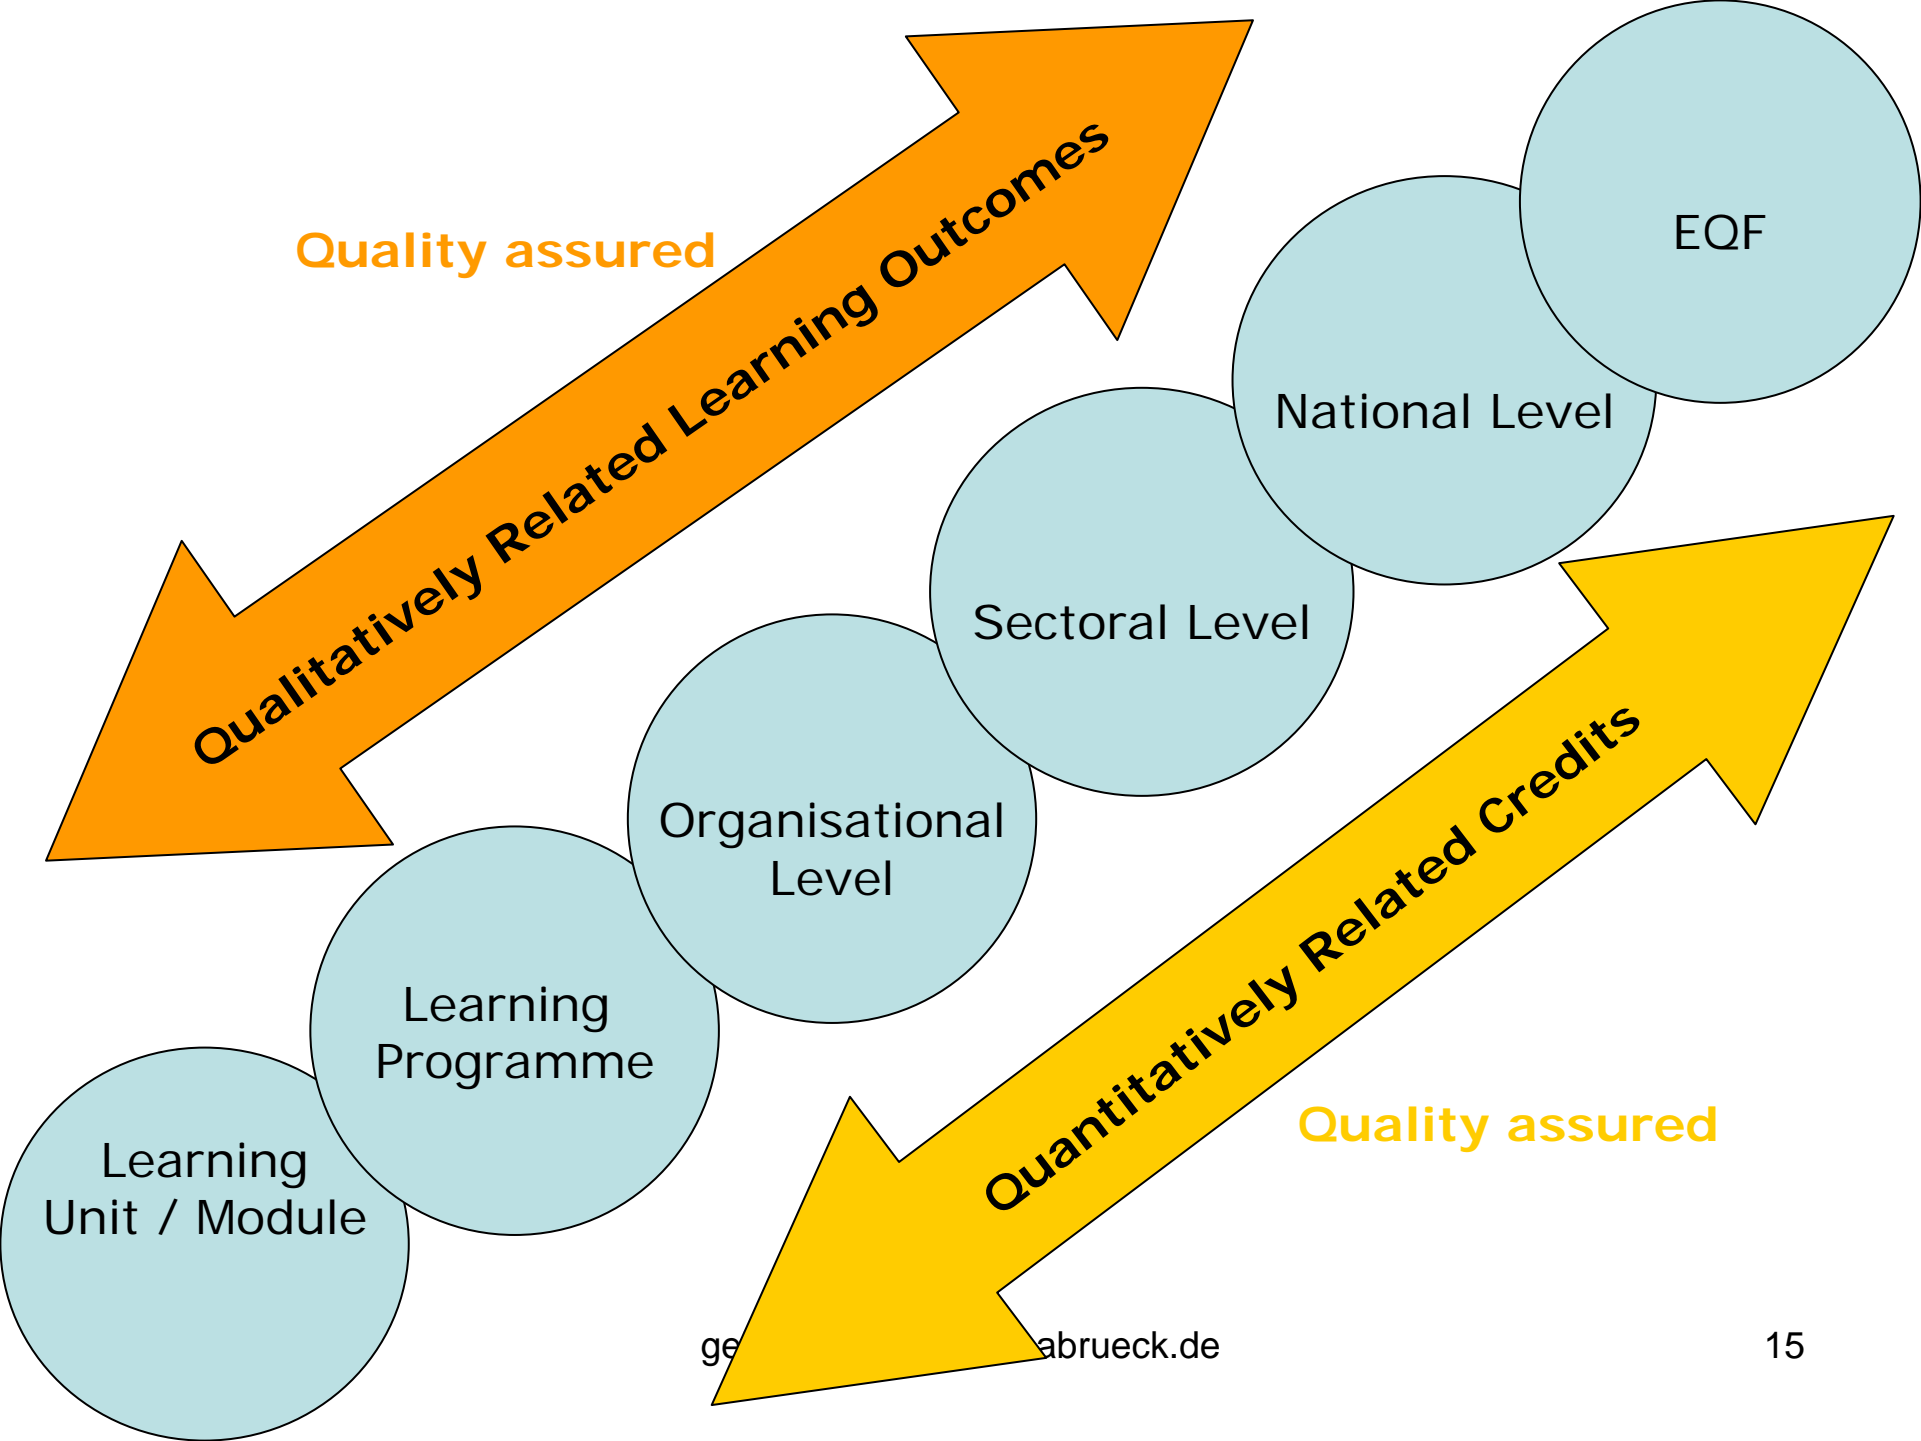 Quality assured
Qualitatively Related Learning Outcomes
EQF
National Level
Sectoral Level
Organisational
Level
Learning
Programme
Learning
Unit / Module
Quantitatively Related Credits
Quality assured
15